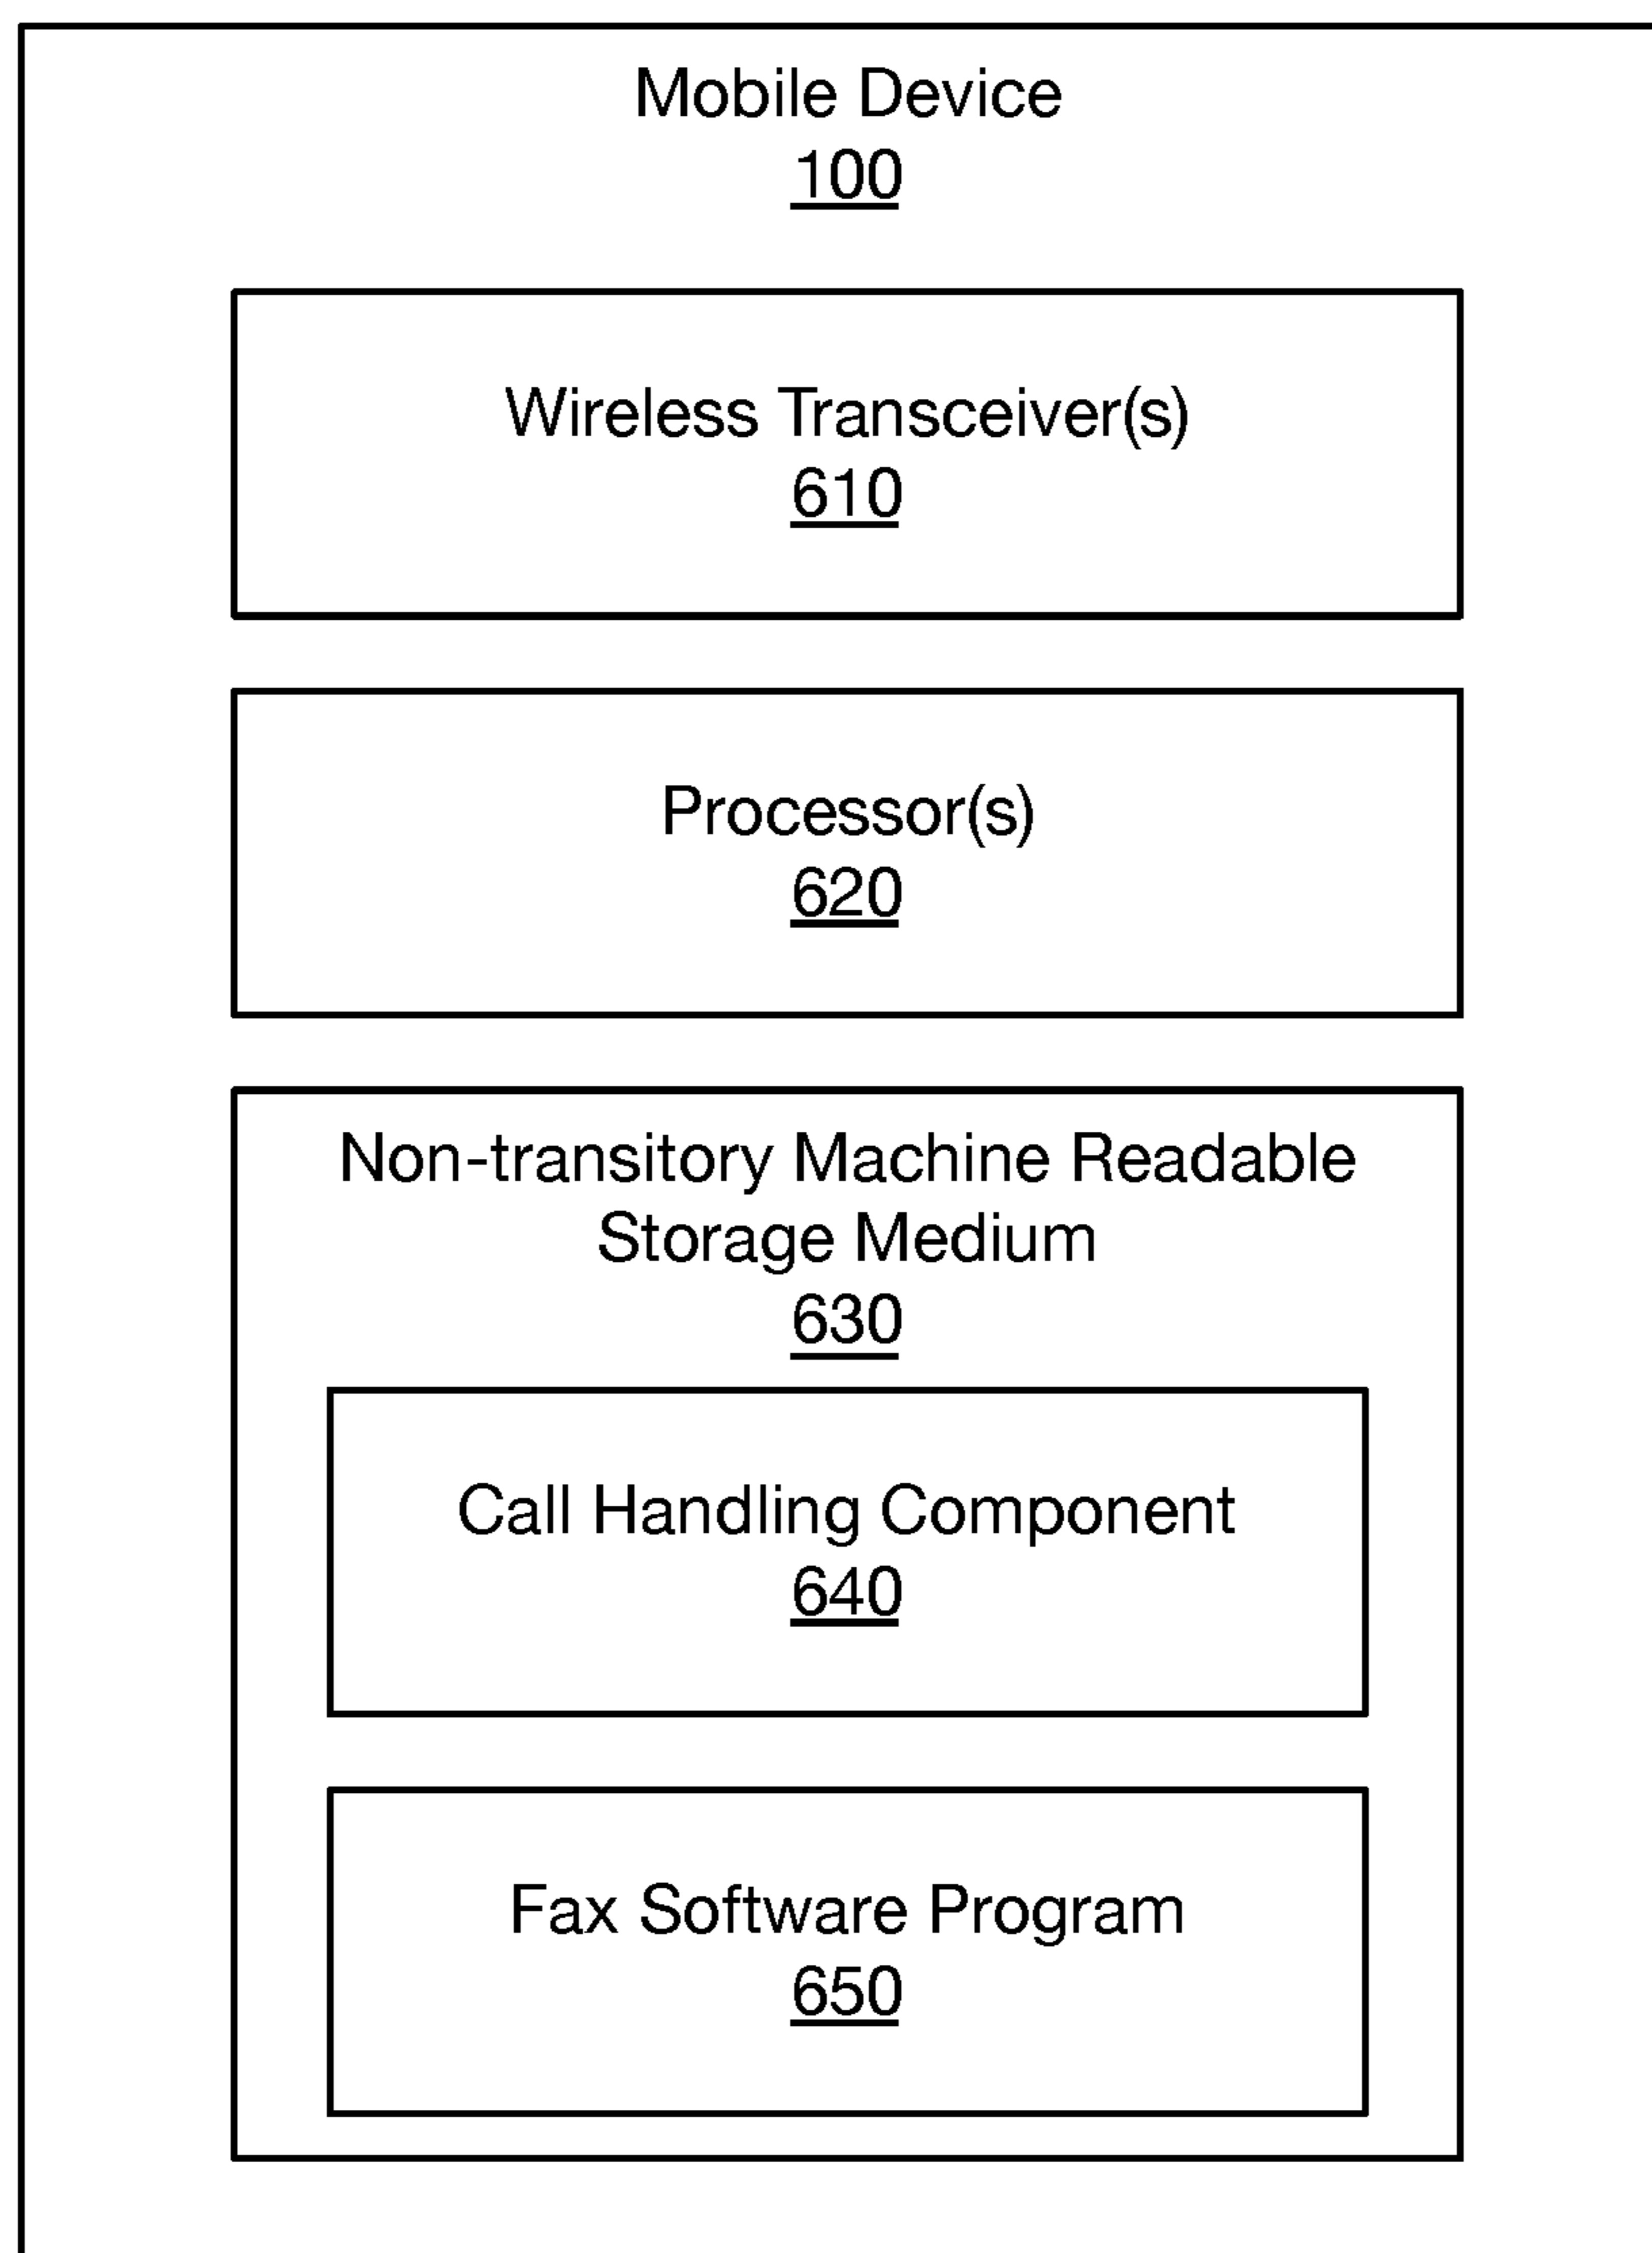 Mobile Device
100
Wireless Transceiver(s)
610
Processor(s)
620
Non-transitory Machine Readable
Storage Medium
630
Call Handling Component
640
Fax Software Program
650